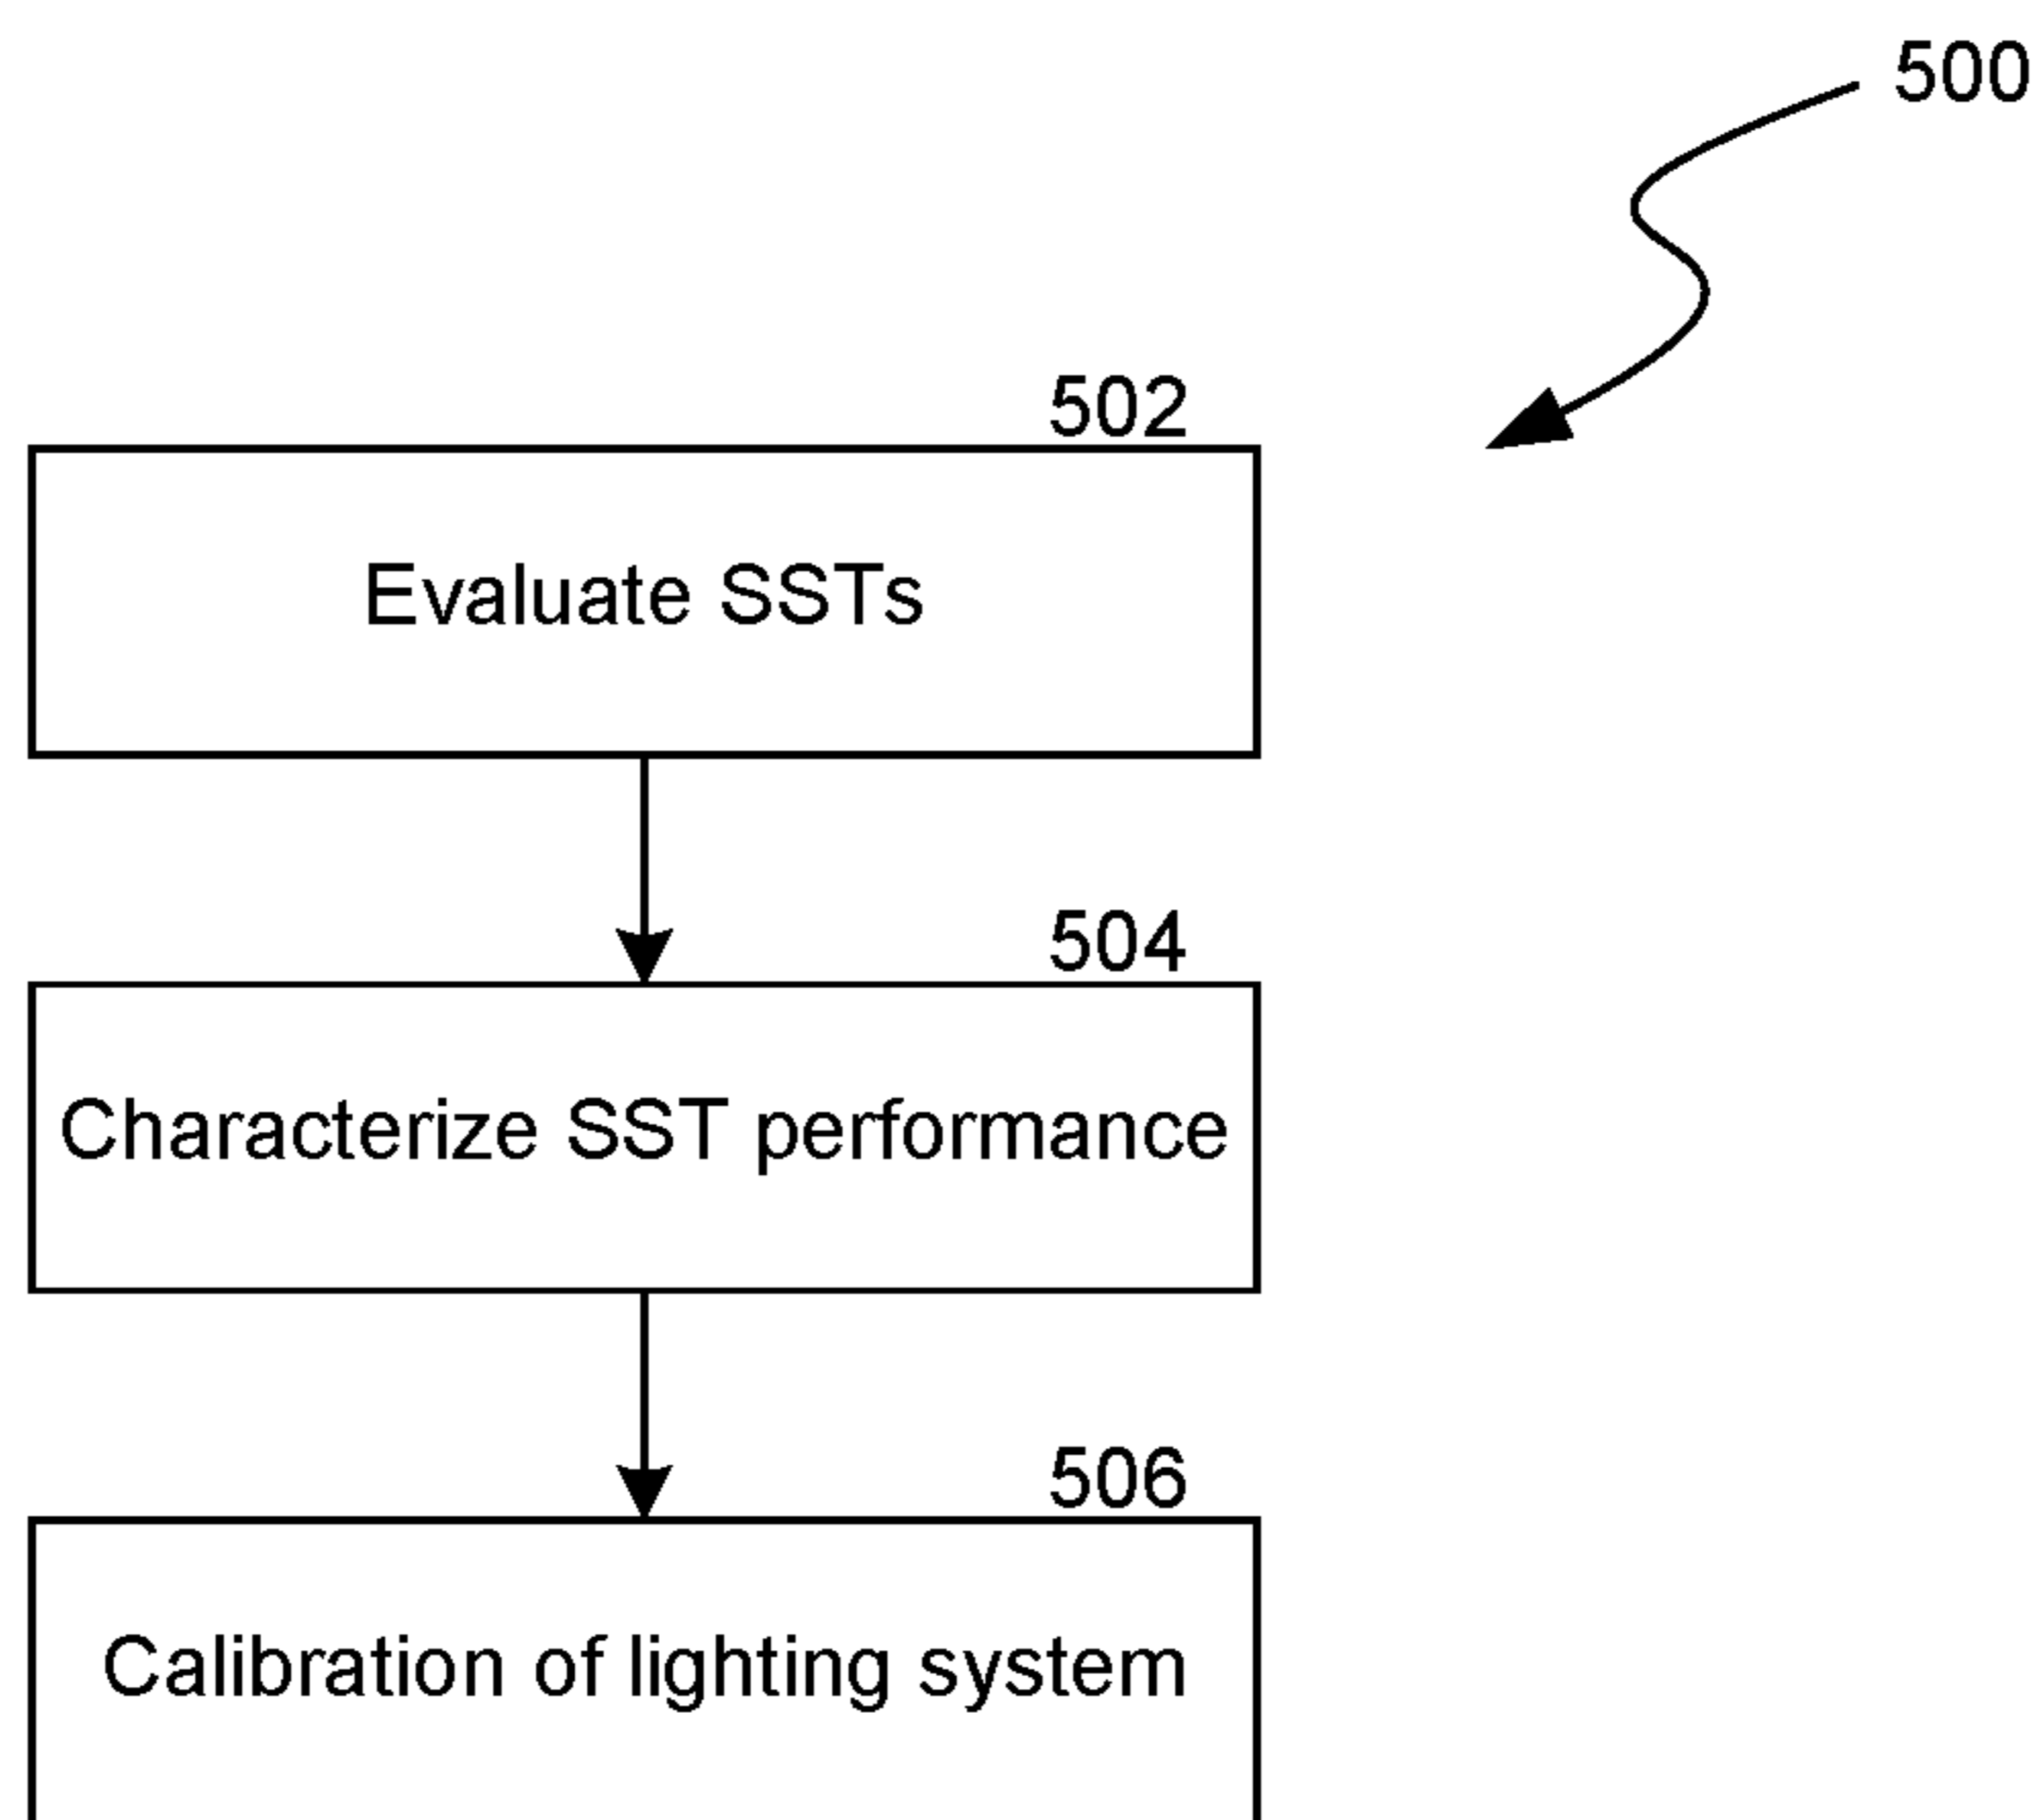 500
502
Evaluate SSTs
504
Characterize SST performance
506
Calibration of lighting system